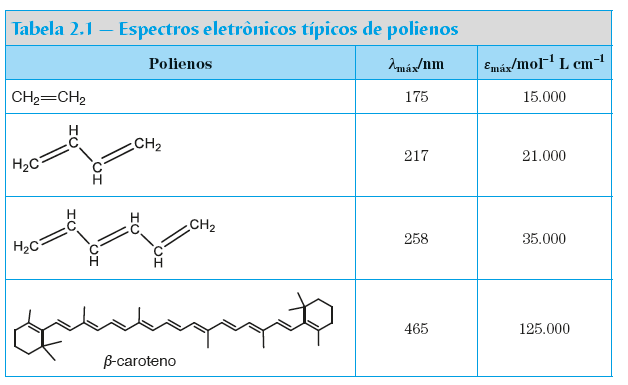 Tabela 2.1 — Espectros eletrònicos típicos de polienos
Polienos λmáx/nm εmáx/mol⁻¹ L cm⁻¹
CH₂=CH₂ 175 15.000
H
C CH₂
H₂C C 217 21.000
H
H H
C C CH₂
H₂C C C 258 35.000
H H
465 125.000
β-caroteno